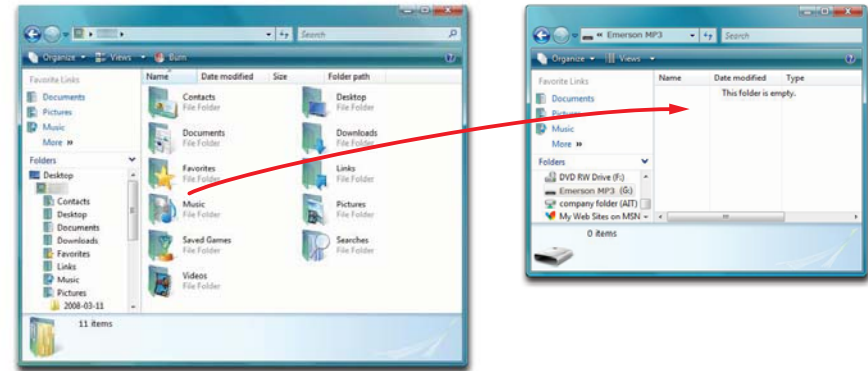 Search
Organize Views Burn
Favorite Links
Documents
Pictures
Music
More »
Folders
Desktop
Contacts
Desktop
Documents
Downloads
Favorites
Links
Music
Pictures
2008-03-11
Name Date modified Size Folder path
Contacts
File Folder
Desktop
File Folder
Documents
File Folder
Downloads
File Folder
Favorites
File Folder
Links
File Folder
Music
File Folder
Pictures
File Folder
Saved Games
File Folder
Searches
File Folder
Videos
File Folder
11 items
« Emerson MP3 Search
Organize Views
Favorite Links
Documents
Pictures
Music
More »
Folders
DVD RW Drive (F:)
Emerson MP3 (G:)
company folder (AIT)
My Web Sites on MSN
Name Date modified Type
This folder is empty.
0 items